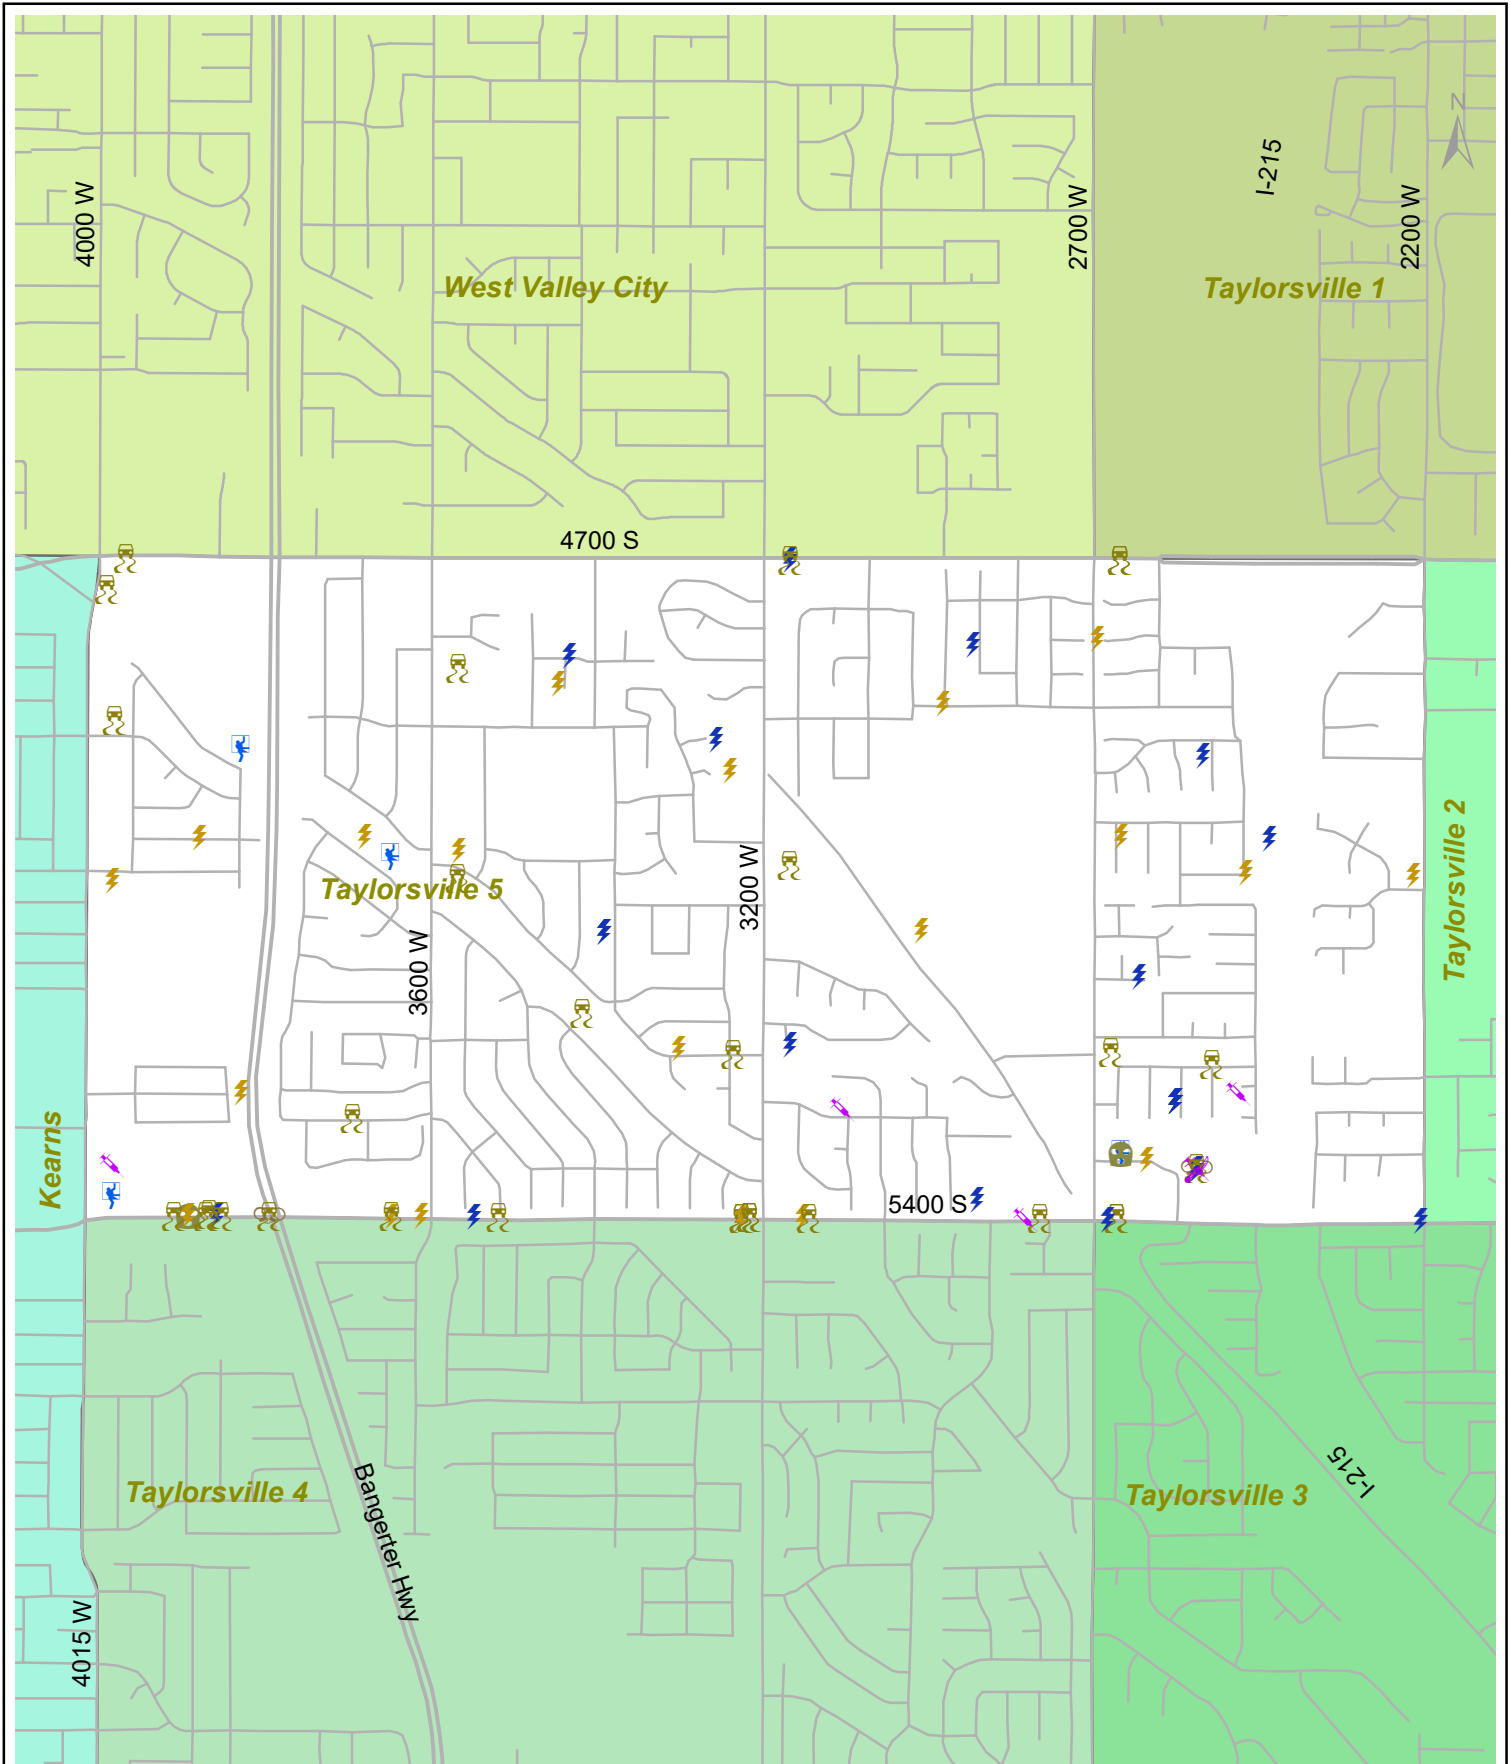 N
I-215
4000 W
2700 W
2200 W
West Valley City
Taylorsville 1
4700 S
Taylorsville 2
3200 W
Taylorsville 5
3600 W
Kearns
5400 S
I-215
Taylorsville 4
Taylorsville 3
Bangerter Hwy
4015 W